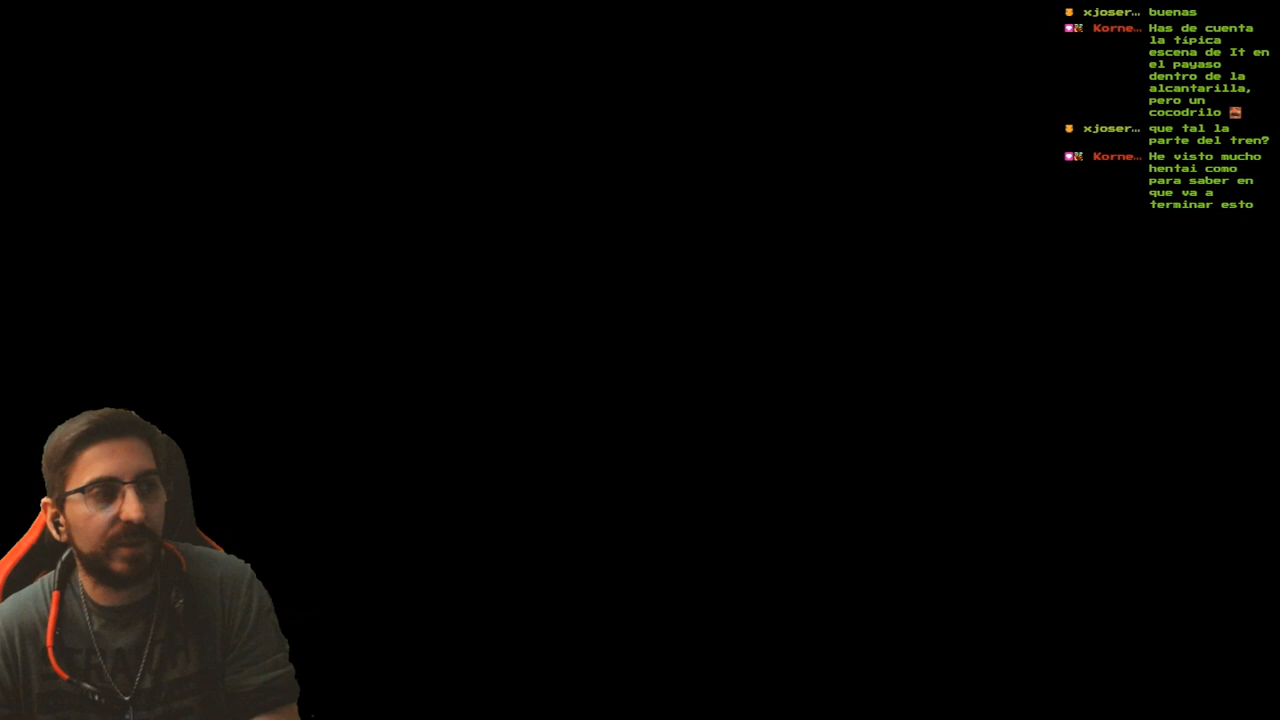 xjoser... buenas
Korne... Has de cuenta
la típica
escena de It en
el payaso
dentro de la
alcantarilla,
pero un
cocodrilo
xjoser... que tal la
parte del tren?
Korne... He visto mucho
hentai como
para saber en
que va a
terminar esto